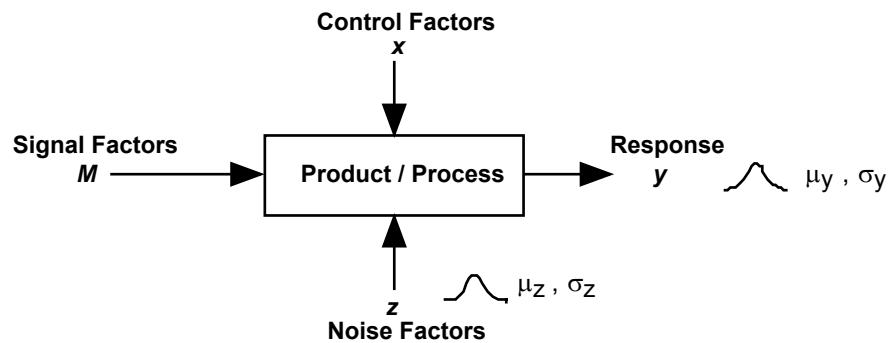 Control Factors
x
Signal Factors
M
Product / Process
Response
y
μy , σy
μz , σz
z
Noise Factors